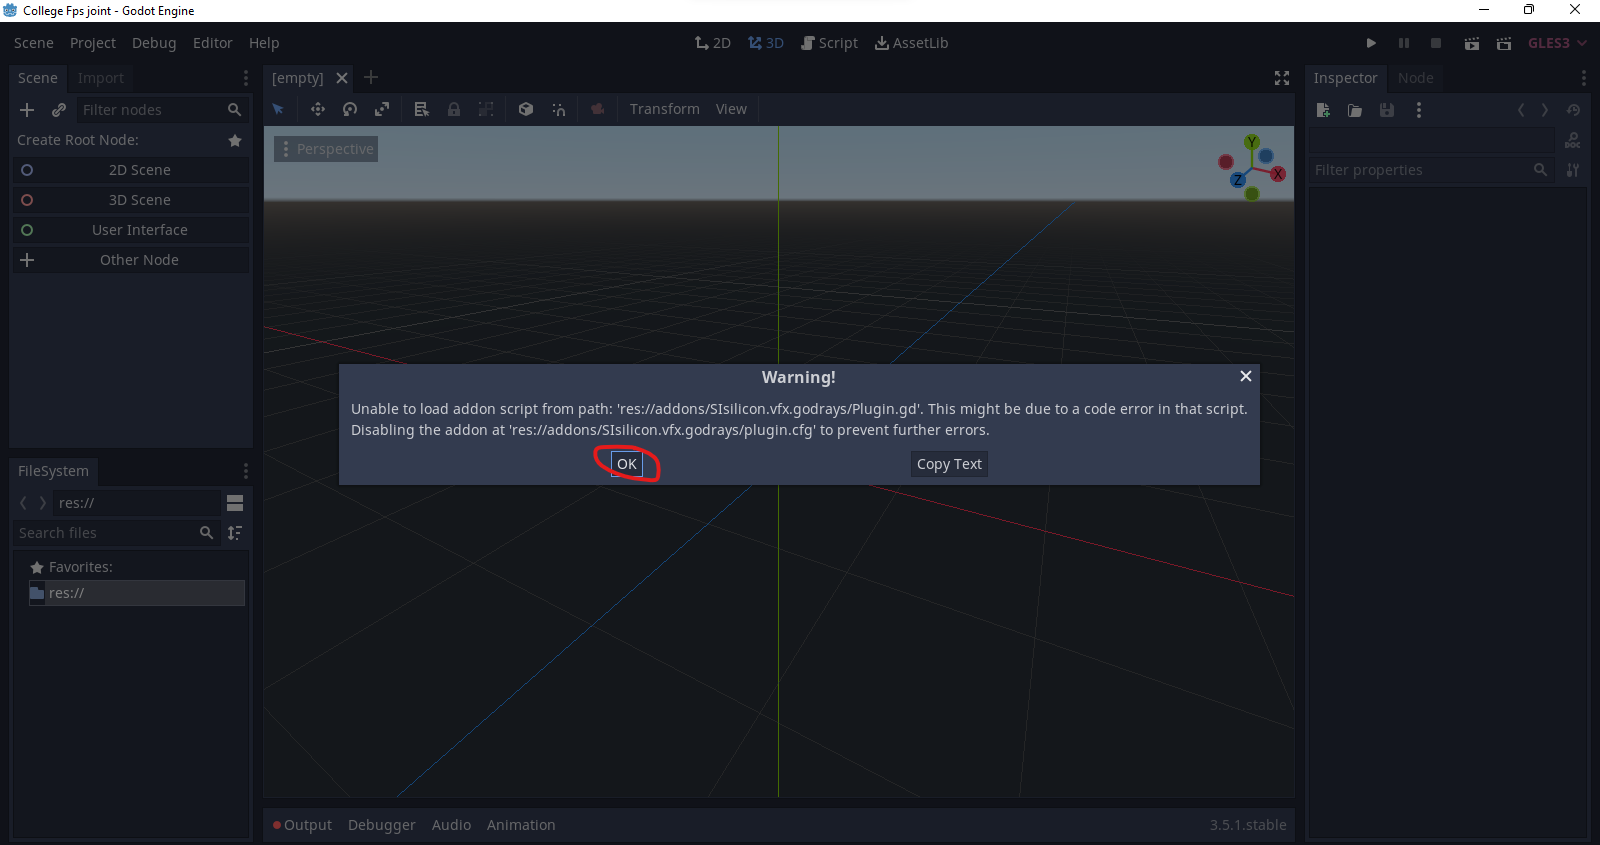 College Fps joint - Godot Engine
Scene Project Debug Editor Help
2D 3D Script AssetLib
GLES3
Scene Import
[empty]
Inspector Node
Filter nodes
Transform View
Create Root Node:
Perspective
Y
X
Z
DOC
2D Scene
Filter properties
3D Scene
User Interface
Other Node
Warning!
Unable to load addon script from path: 'res://addons/SIsilicon.vfx.godrays/Plugin.gd'. This might be due to a code error in that script.
Disabling the addon at 'res://addons/SIsilicon.vfx.godrays/plugin.cfg' to prevent further errors.
OK
Copy Text
FileSystem
res://
Search files
Favorites:
res://
Output Debugger Audio Animation
3.5.1.stable